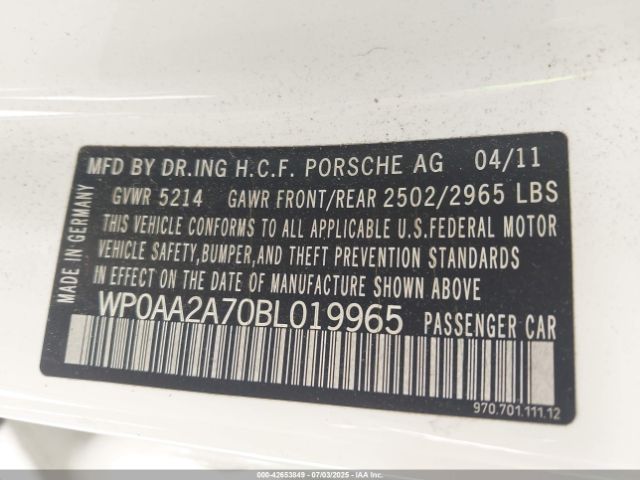 MFD BY DR.ING H.C.F. PORSCHE AG 04/11
GVWR 5214 GAWR FRONT/REAR 2502/2965 LBS
THIS VEHICLE CONFORMS TO ALL APPLICABLE U.S.FEDERAL MOTOR
VEHICLE SAFETY,BUMPER,AND THEFT PREVENTION STANDARDS
IN EFFECT ON THE DATE OF MANUFACTURE SHOWN ABOVE.
WP0AA2A70BL019965 PASSENGER CAR
MADE IN GERMANY
970.701.111.12
000-42653849 - 07/03/2025 - IAAI.COM